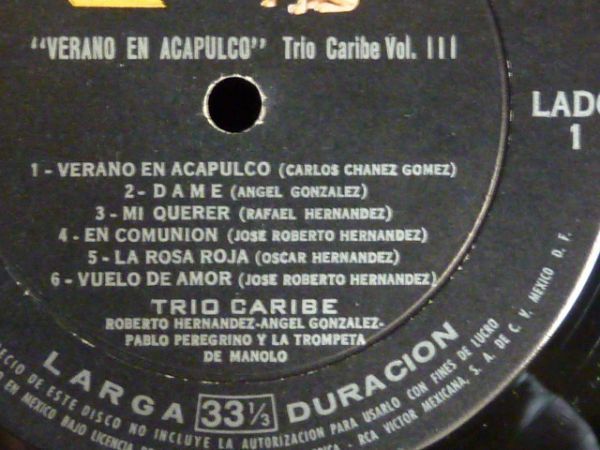 "VERANO EN ACAPULCO" Trio Caribe Vol. III
LADO
1
1 - VERANO EN ACAPULCO (CARLOS CHANEZ GOMEZ)
2 - DAME (ANGEL GONZALEZ)
3 - MI QUERER (RAFAEL HERNANDEZ)
4 - EN COMUNION (JOSE ROBERTO HERNANDEZ)
5 - LA ROSA ROJA (OSCAR HERNANDEZ)
6 - VUELO DE AMOR (JOSE ROBERTO HERNANDEZ)
TRIO CARIBE
ROBERTO HERNANDEZ-ANGEL GONZALEZ-
PABLO PEREGRINO Y LA TROMPETA
DE MANOLO
LARGA 33⅓ DURACION
DE ESTE DISCO NO INCLUYE LA AUTORIZACION PARA USARLO CON FINES DE LUCRO
EN MEXICO BAJO LICENCIA - RCA VICTOR MEXICANA, S. A. DE C. V. MEXICO D. F.